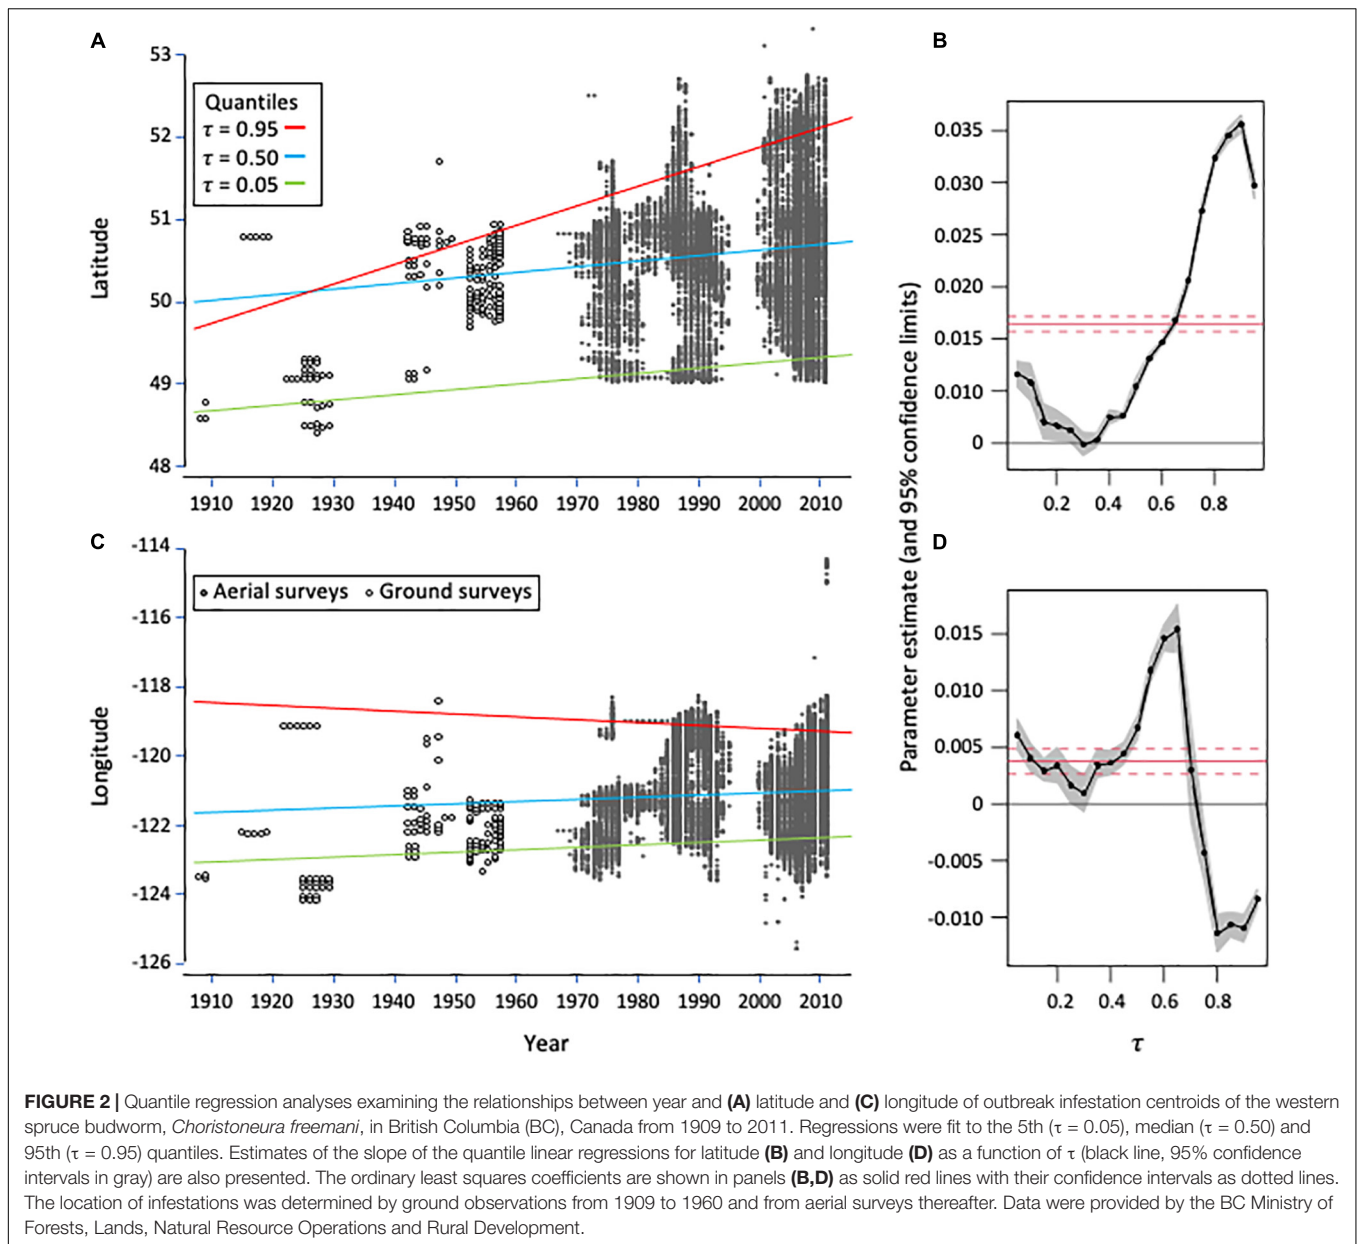 A
53
52
51
50
49
48
Latitude
Quantiles
τ = 0.95
τ = 0.50
τ = 0.05
1910 1920 1930 1940 1950 1960 1970 1980 1990 2000 2010
B
0.035
0.030
0.025
0.020
0.015
0.010
0
0.2 0.4 0.6 0.8
Parameter estimate (and 95% confidence limits)
C
-114
-116
-118
-120
-122
-124
-126
Longitude
Aerial surveys Ground surveys
1910 1920 1930 1940 1950 1960 1970 1980 1990 2000 2010
Year
D
0.015
0.010
0.005
0
-0.005
-0.010
0.2 0.4 0.6 0.8
τ
FIGURE 2 | Quantile regression analyses examining the relationships between year and (A) latitude and (C) longitude of outbreak infestation centroids of the western
spruce budworm, Choristoneura freemani, in British Columbia (BC), Canada from 1909 to 2011. Regressions were fit to the 5th (τ = 0.05), median (τ = 0.50) and
95th (τ = 0.95) quantiles. Estimates of the slope of the quantile linear regressions for latitude (B) and longitude (D) as a function of τ (black line, 95% confidence
intervals in gray) are also presented. The ordinary least squares coefficients are shown in panels (B,D) as solid red lines with their confidence intervals as dotted lines.
The location of infestations was determined by ground observations from 1909 to 1960 and from aerial surveys thereafter. Data were provided by the BC Ministry of
Forests, Lands, Natural Resource Operations and Rural Development.